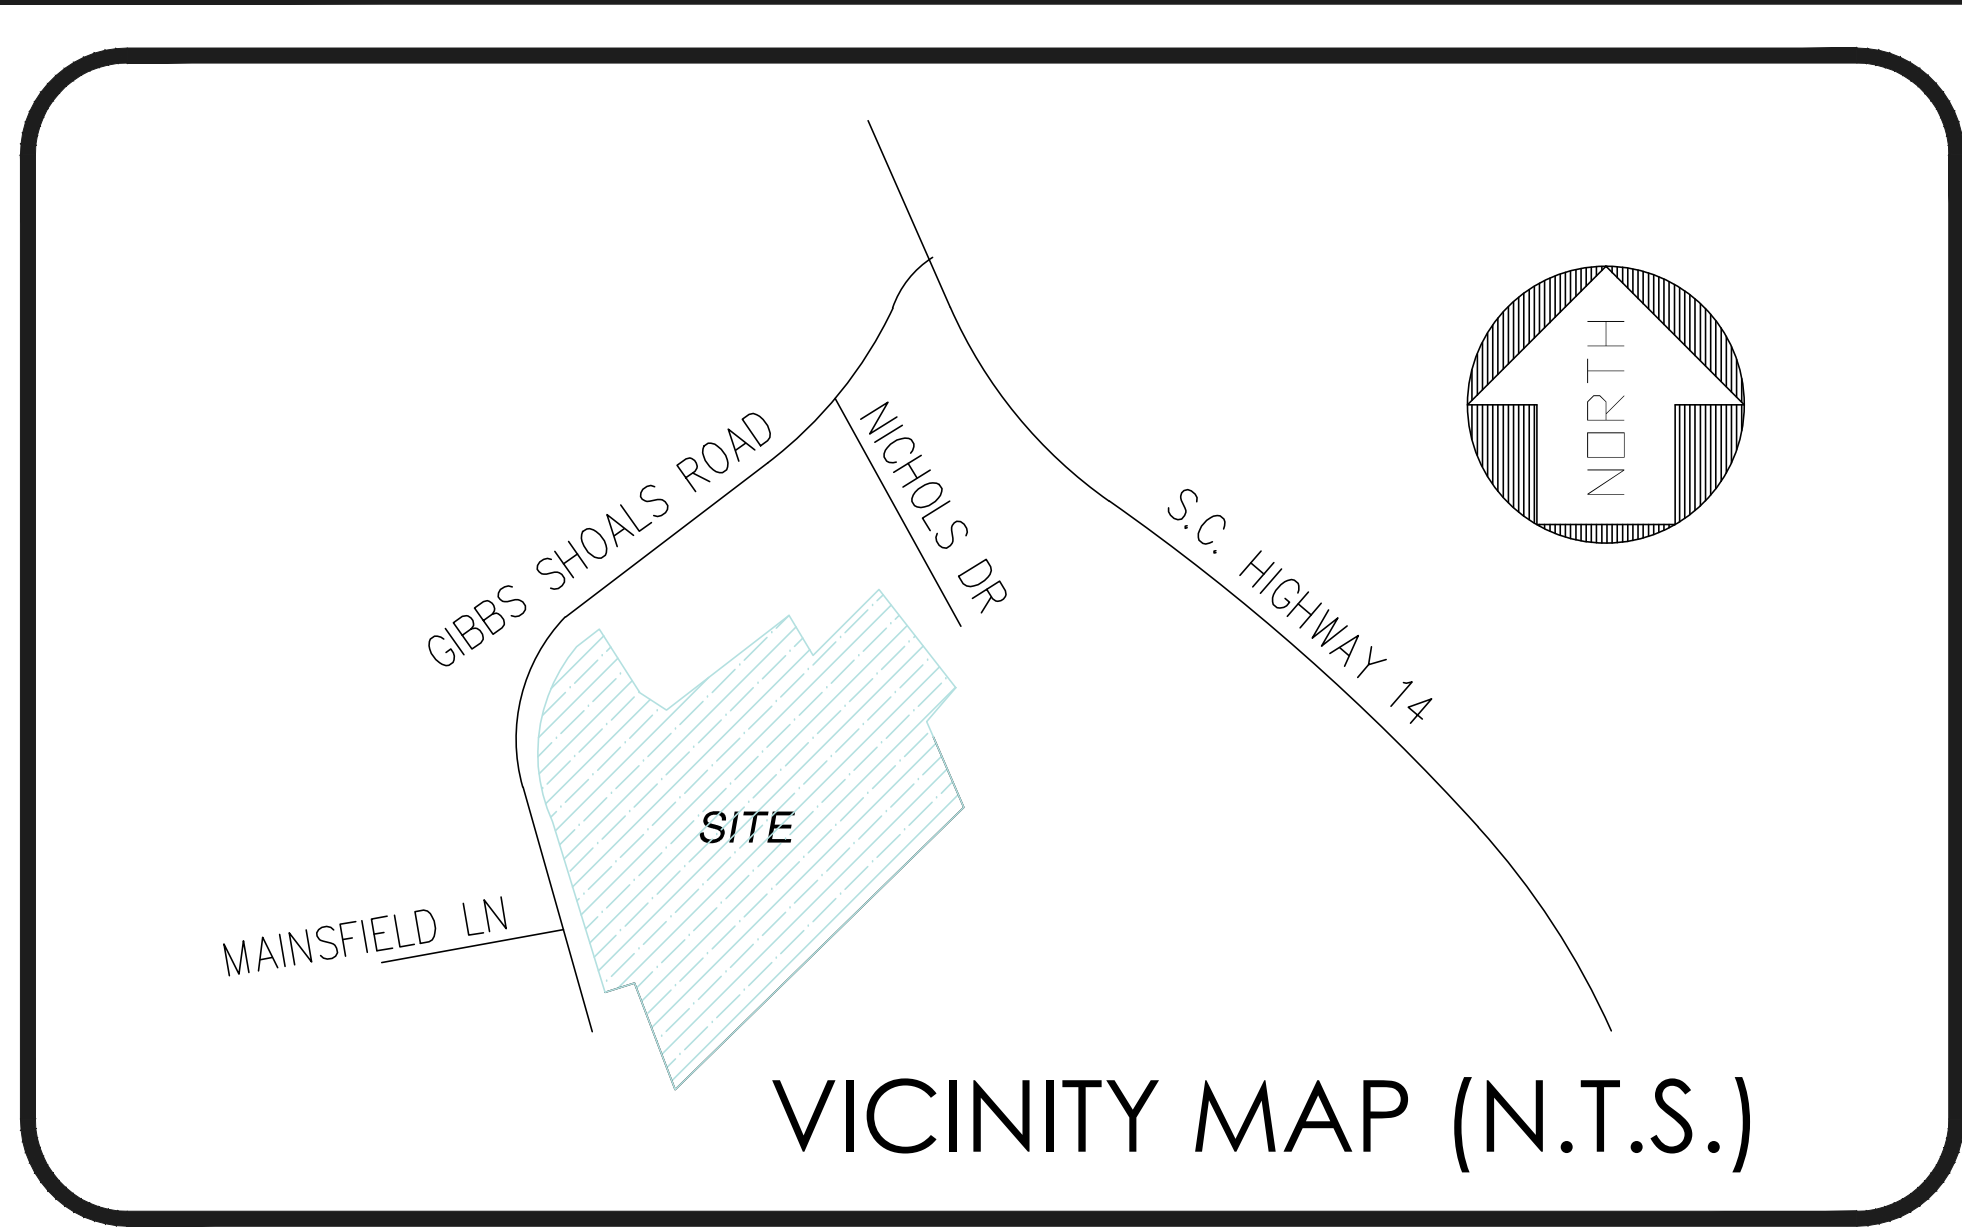 NORTH
GIBBS SHOALS ROAD
NICHOLS DR
S.C. HIGHWAY 14
SITE
MAINSFIELD LN
VICINITY MAP (N.T.S.)